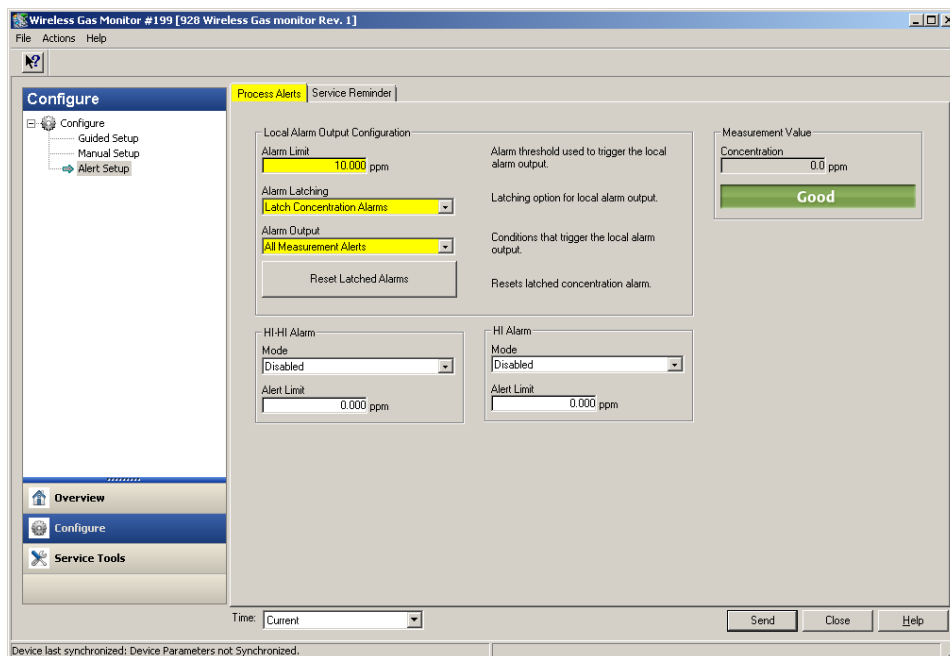 Wireless Gas Monitor #199 [928 Wireless Gas monitor Rev. 1]
File Actions Help
Configure
Configure
Guided Setup
Manual Setup
Alert Setup
Overview
Configure
Service Tools
Process Alerts Service Reminder
Local Alarm Output Configuration
Alarm Limit
10.000 ppm
Alarm threshold used to trigger the local
alarm output.
Alarm Latching
Latch Concentration Alarms
Latching option for local alarm output.
Alarm Output
All Measurement Alerts
Conditions that trigger the local alarm
output.
Reset Latched Alarms
Resets latched concentration alarm.
Measurement Value
Concentration
0.0 ppm
Good
HI-HI Alarm
Mode
Disabled
Alert Limit
0.000 ppm
HI Alarm
Mode
Disabled
Alert Limit
0.000 ppm
Time: Current
Send Close Help
Device last synchronized: Device Parameters not Synchronized.